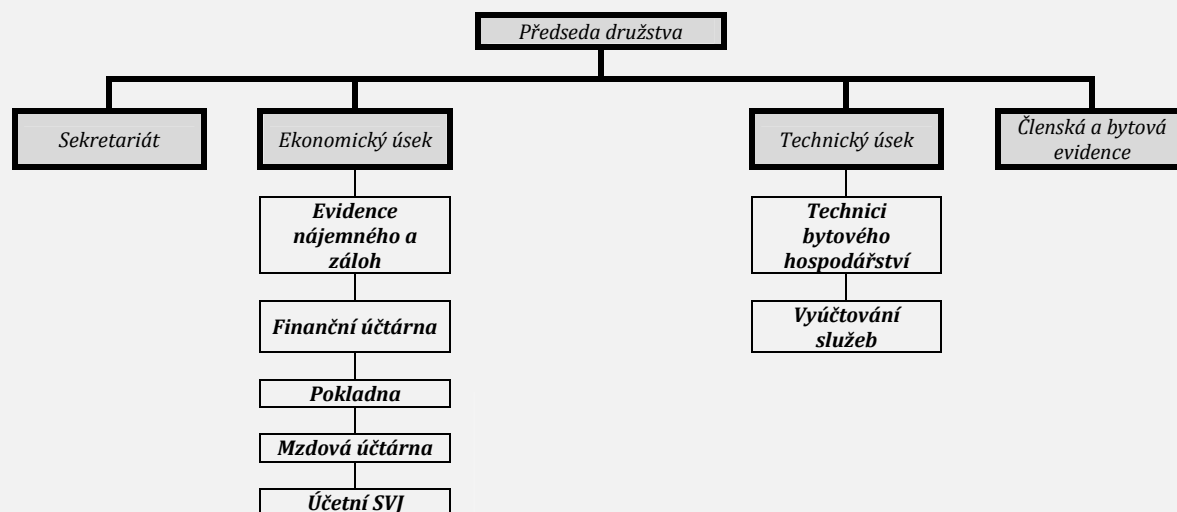 Předseda družstva
Sekretariát
Ekonomický úsek
Technický úsek
Členská a bytová
evidence
Evidence
nájemného a
záloh
Finanční účtárna
Pokladna
Mzdová účtárna
Účetní SVJ
Technici
bytového
hospodářství
Vyúčtování
služeb